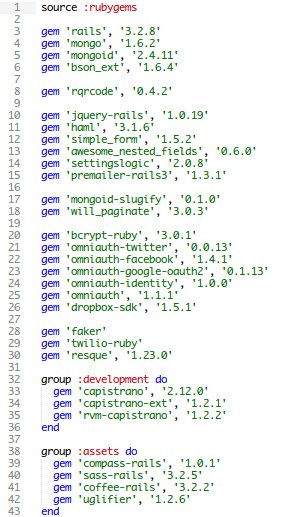 1 source :rubygems
2
3 gem 'rails', '3.2.8'
4 gem 'mongo', '1.6.2'
5 gem 'mongoid', '2.4.11'
6 gem 'bson_ext', '1.6.4'
7
8 gem 'rqrcode', '0.4.2'
9
10 gem 'jquery-rails', '1.0.19'
11 gem 'haml', '3.1.6'
12 gem 'simple_form', '1.5.2'
13 gem 'awesome_nested_fields', '0.6.0'
14 gem 'settingslogic', '2.0.8'
15 gem 'premailer-rails3', '1.3.1'
16
17 gem 'mongoid-slugify', '0.1.0'
18 gem 'will_paginate', '3.0.3'
19
20 gem 'bcrypt-ruby', '3.0.1'
21 gem 'omniauth-twitter', '0.0.13'
22 gem 'omniauth-facebook', '1.4.1'
23 gem 'omniauth-google-oauth2', '0.1.13'
24 gem 'omniauth-identity', '1.0.0'
25 gem 'omniauth', '1.1.1'
26 gem 'dropbox-sdk', '1.5.1'
27
28 gem 'faker'
29 gem 'twilio-ruby'
30 gem 'resque', '1.23.0'
31
32 group :development do
33 gem 'capistrano', '2.12.0'
34 gem 'capistrano-ext', '1.2.1'
35 gem 'rvm-capistrano', '1.2.2'
36 end
37
38 group :assets do
39 gem 'compass-rails', '1.0.1'
40 gem 'sass-rails', '3.2.5'
41 gem 'coffee-rails', '3.2.2'
42 gem 'uglifier', '1.2.6'
43 end